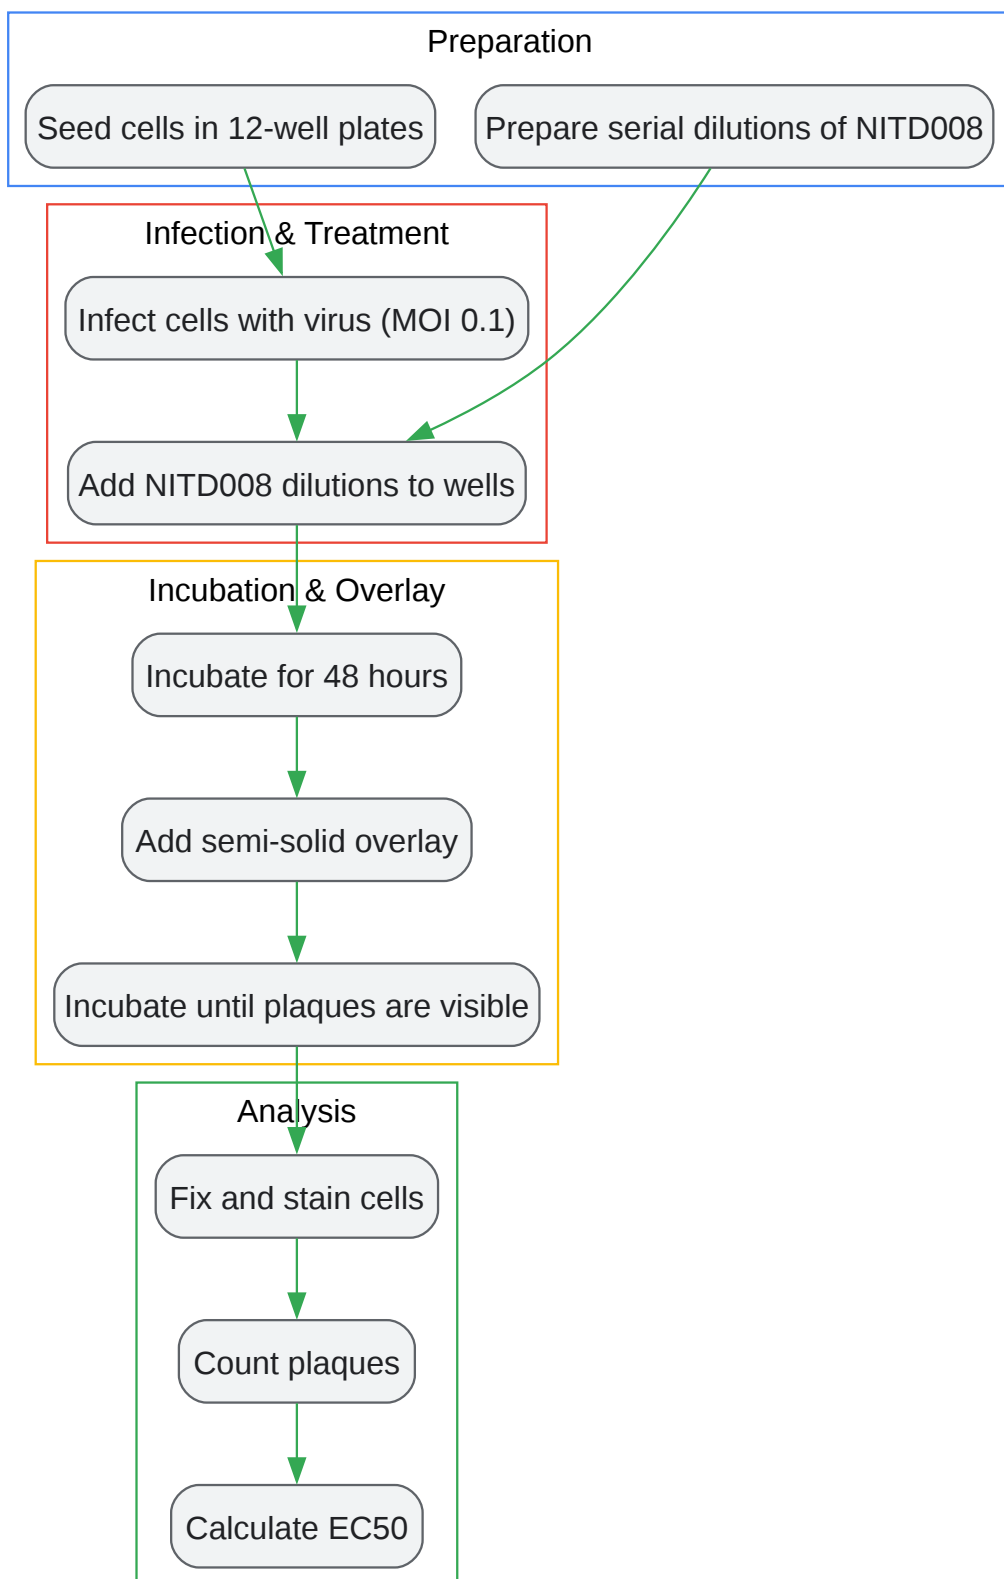 Preparation
Seed cells in 12-well plates
Prepare serial dilutions of NITD008
Infection & Treatment
Infect cells with virus (MOI 0.1)
Add NITD008 dilutions to wells
Incubation & Overlay
Incubate for 48 hours
Add semi-solid overlay
Incubate until plaques are visible
Analysis
Fix and stain cells
Count plaques
Calculate EC50